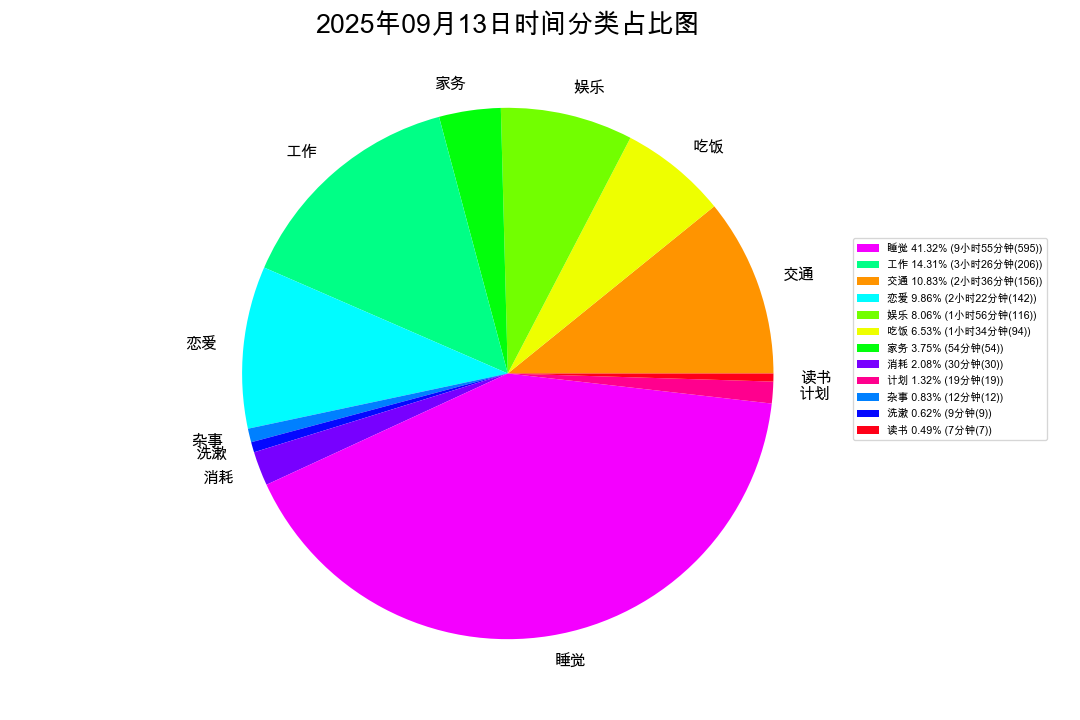 2025年09月13日时间分类占比图
家务
娱乐
工作
吃饭
交通
恋爱
读书
计划
杂事
洗漱
消耗
睡觉
睡觉 41.32% (9小时55分钟(595))
工作 14.31% (3小时26分钟(206))
交通 10.83% (2小时36分钟(156))
恋爱 9.86% (2小时22分钟(142))
娱乐 8.06% (1小时56分钟(116))
吃饭 6.53% (1小时34分钟(94))
家务 3.75% (54分钟(54))
消耗 2.08% (30分钟(30))
计划 1.32% (19分钟(19))
杂事 0.83% (12分钟(12))
洗漱 0.62% (9分钟(9))
读书 0.49% (7分钟(7))